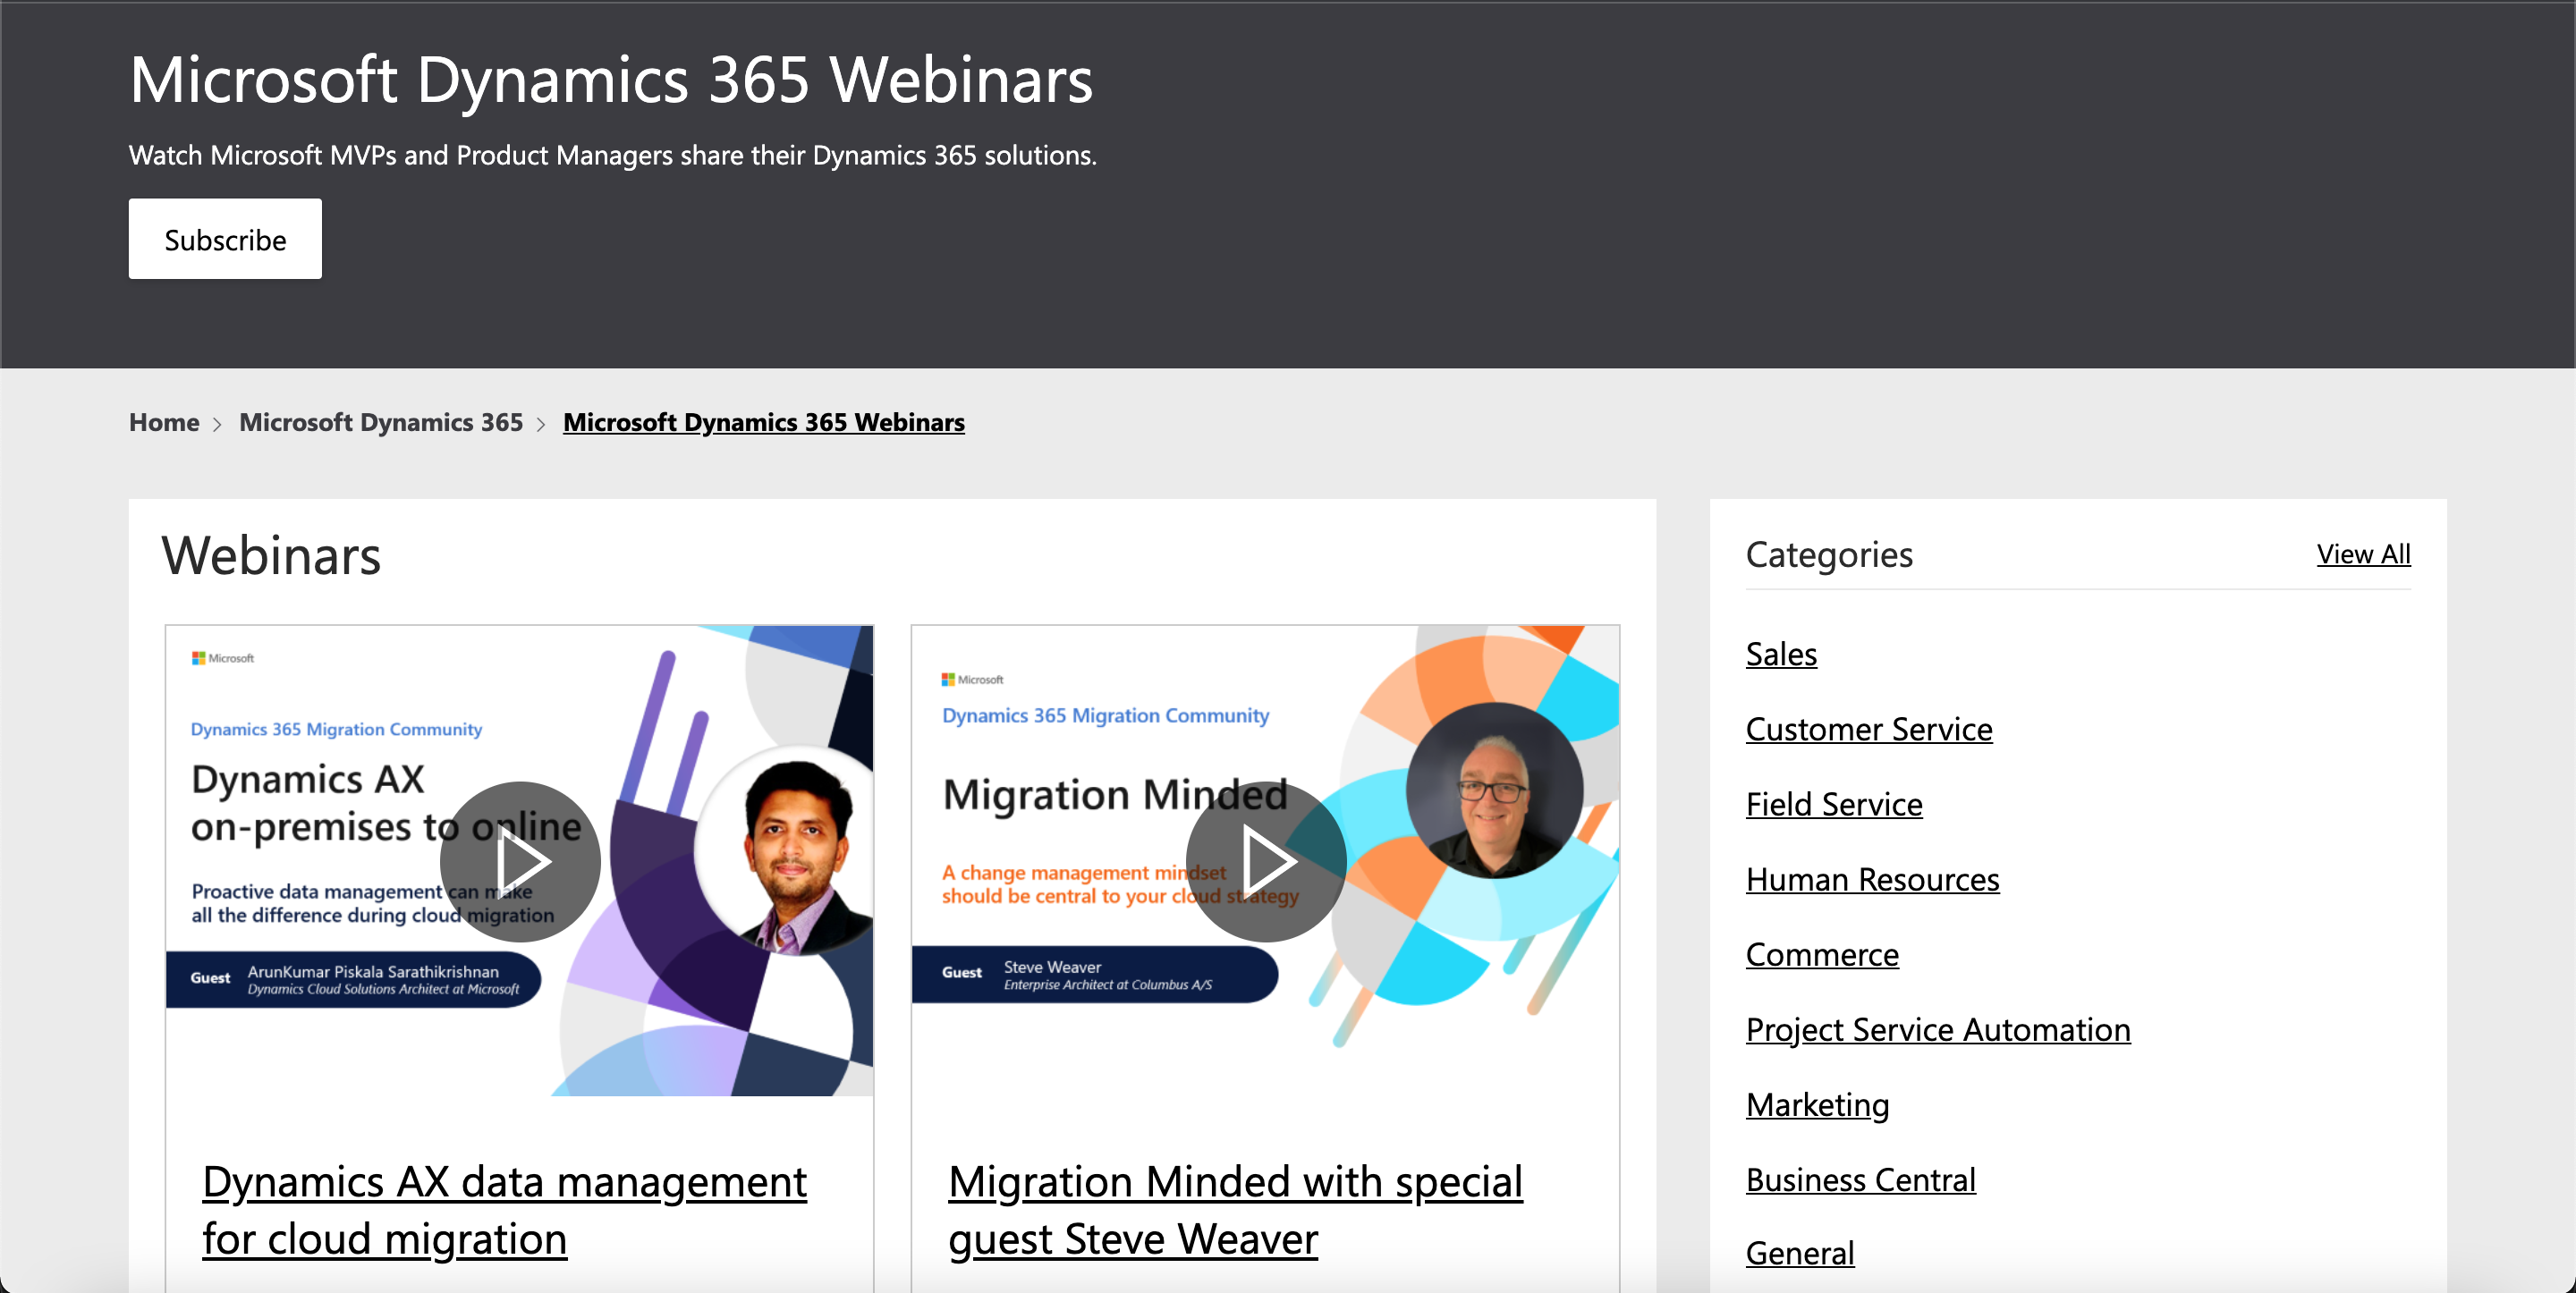 Microsoft Dynamics 365 Webinars
Watch Microsoft MVPs and Product Managers share their Dynamics 365 solutions.
Subscribe
Home > Microsoft Dynamics 365 > Microsoft Dynamics 365 Webinars
Webinars
Microsoft
Dynamics 365 Migration Community
Dynamics AX
on-premises to online
Proactive data management can make
all the difference during cloud migration
Guest ArunKumar Piskala Sarathikrishnan
Dynamics Cloud Solutions Architect at Microsoft
Dynamics AX data management
for cloud migration
Microsoft
Dynamics 365 Migration Community
Migration Minded
A change management mindset
should be central to your cloud strategy
Guest Steve Weaver
Enterprise Architect at Columbus A/S
Migration Minded with special
guest Steve Weaver
Categories View All
Sales
Customer Service
Field Service
Human Resources
Commerce
Project Service Automation
Marketing
Business Central
General